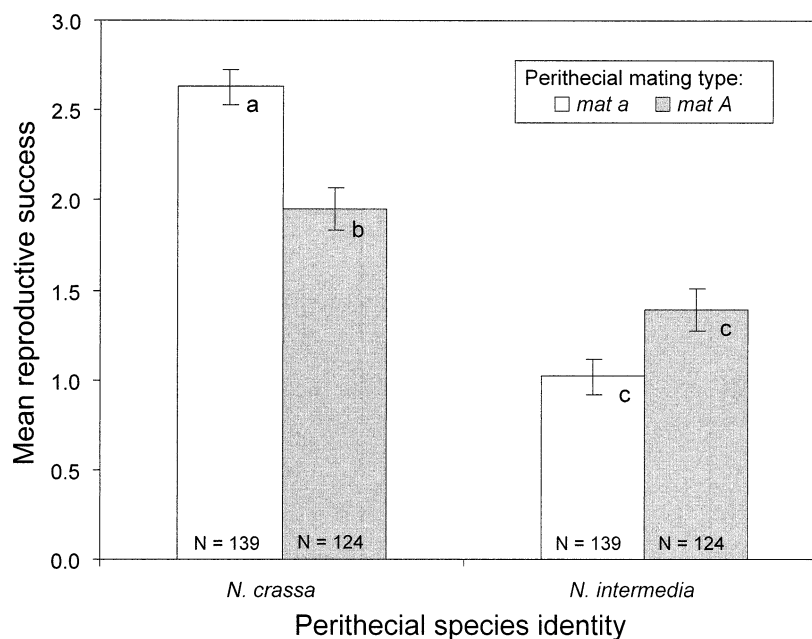 Mean reproductive success
3.0
2.5
2.0
1.5
1.0
0.5
0.0
Perithecial mating type:
mat a mat A
a
b
c
c
N = 139 N = 124 N = 139 N = 124
N. crassa N. intermedia
Perithecial species identity